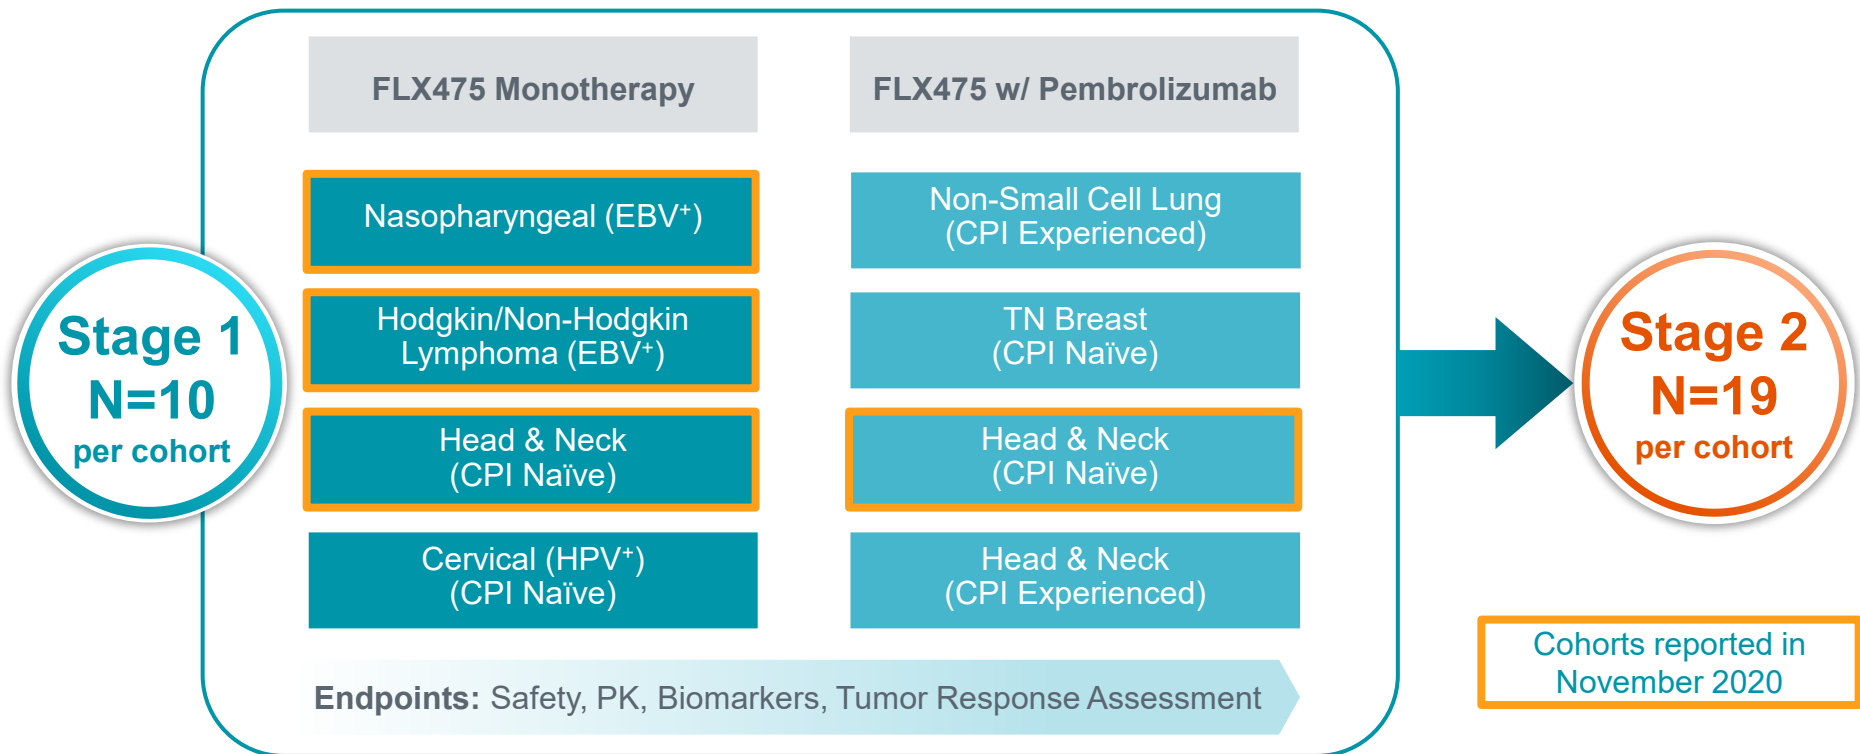 Stage 1
N=10
per cohort
FLX475 Monotherapy
Nasopharyngeal (EBV⁺)
Hodgkin/Non-Hodgkin
Lymphoma (EBV⁺)
Head & Neck
(CPI Naïve)
Cervical (HPV⁺)
(CPI Naïve)
FLX475 w/ Pembrolizumab
Non-Small Cell Lung
(CPI Experienced)
TN Breast
(CPI Naïve)
Head & Neck
(CPI Naïve)
Head & Neck
(CPI Experienced)
Endpoints: Safety, PK, Biomarkers, Tumor Response Assessment
Stage 2
N=19
per cohort
Cohorts reported in
November 2020